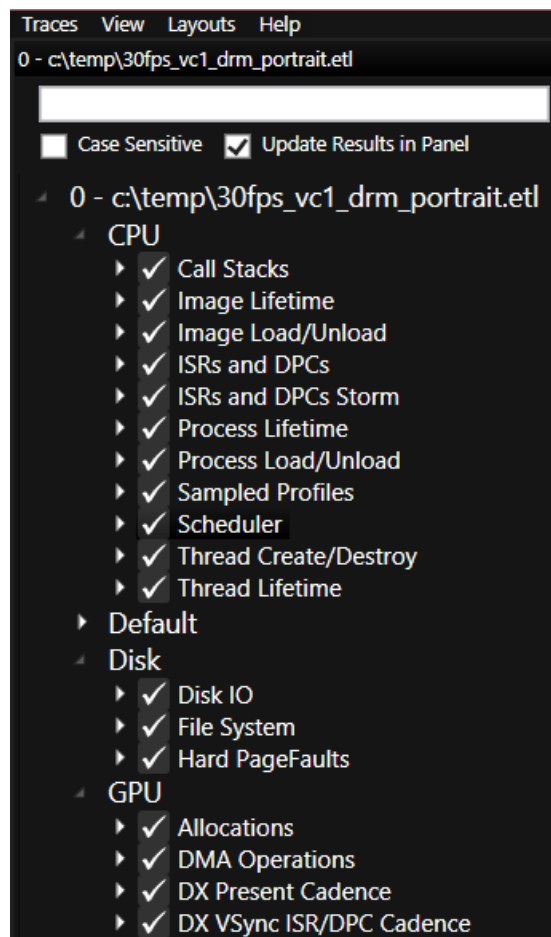 Traces View Layouts Help
0 - c:\temp\30fps_vc1_drm_portrait.etl
Case Sensitive Update Results in Panel
0 - c:\temp\30fps_vc1_drm_portrait.etl
CPU
Call Stacks
Image Lifetime
Image Load/Unload
ISRs and DPCs
ISRs and DPCs Storm
Process Lifetime
Process Load/Unload
Sampled Profiles
Scheduler
Thread Create/Destroy
Thread Lifetime
Default
Disk
Disk IO
File System
Hard PageFaults
GPU
Allocations
DMA Operations
DX Present Cadence
DX VSync ISR/DPC Cadence